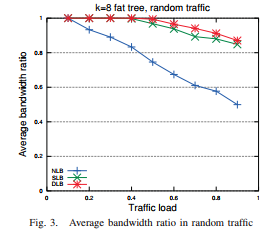 k=8 fat tree, random traffic
Average bandwidth ratio
1
0.8
0.6
0.4
0.2
0
NLB
SLB
DLB
0 0.2 0.4 0.6 0.8 1
Traffic load
Fig. 3. Average bandwidth ratio in random traffic